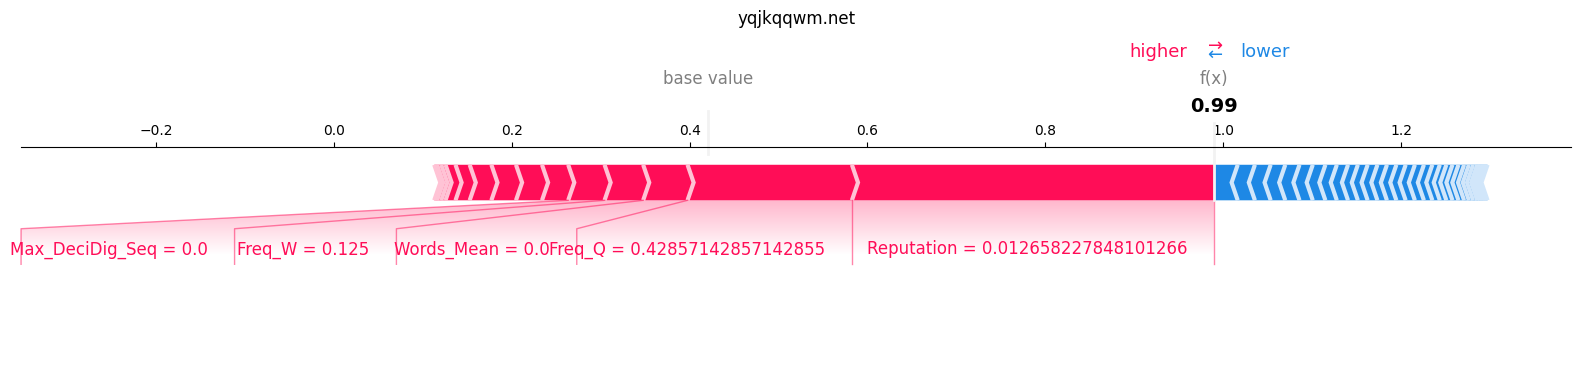 yqjkqqwm.net
higher ⇄ lower
base value f(x)
0.99
−0.2 0.0 0.2 0.4 0.6 0.8 1.0 1.2
Max_DeciDig_Seq = 0.0 Freq_W = 0.125 Words_Mean = 0.0 Freq_Q = 0.42857142857142855 Reputation = 0.012658227848101266